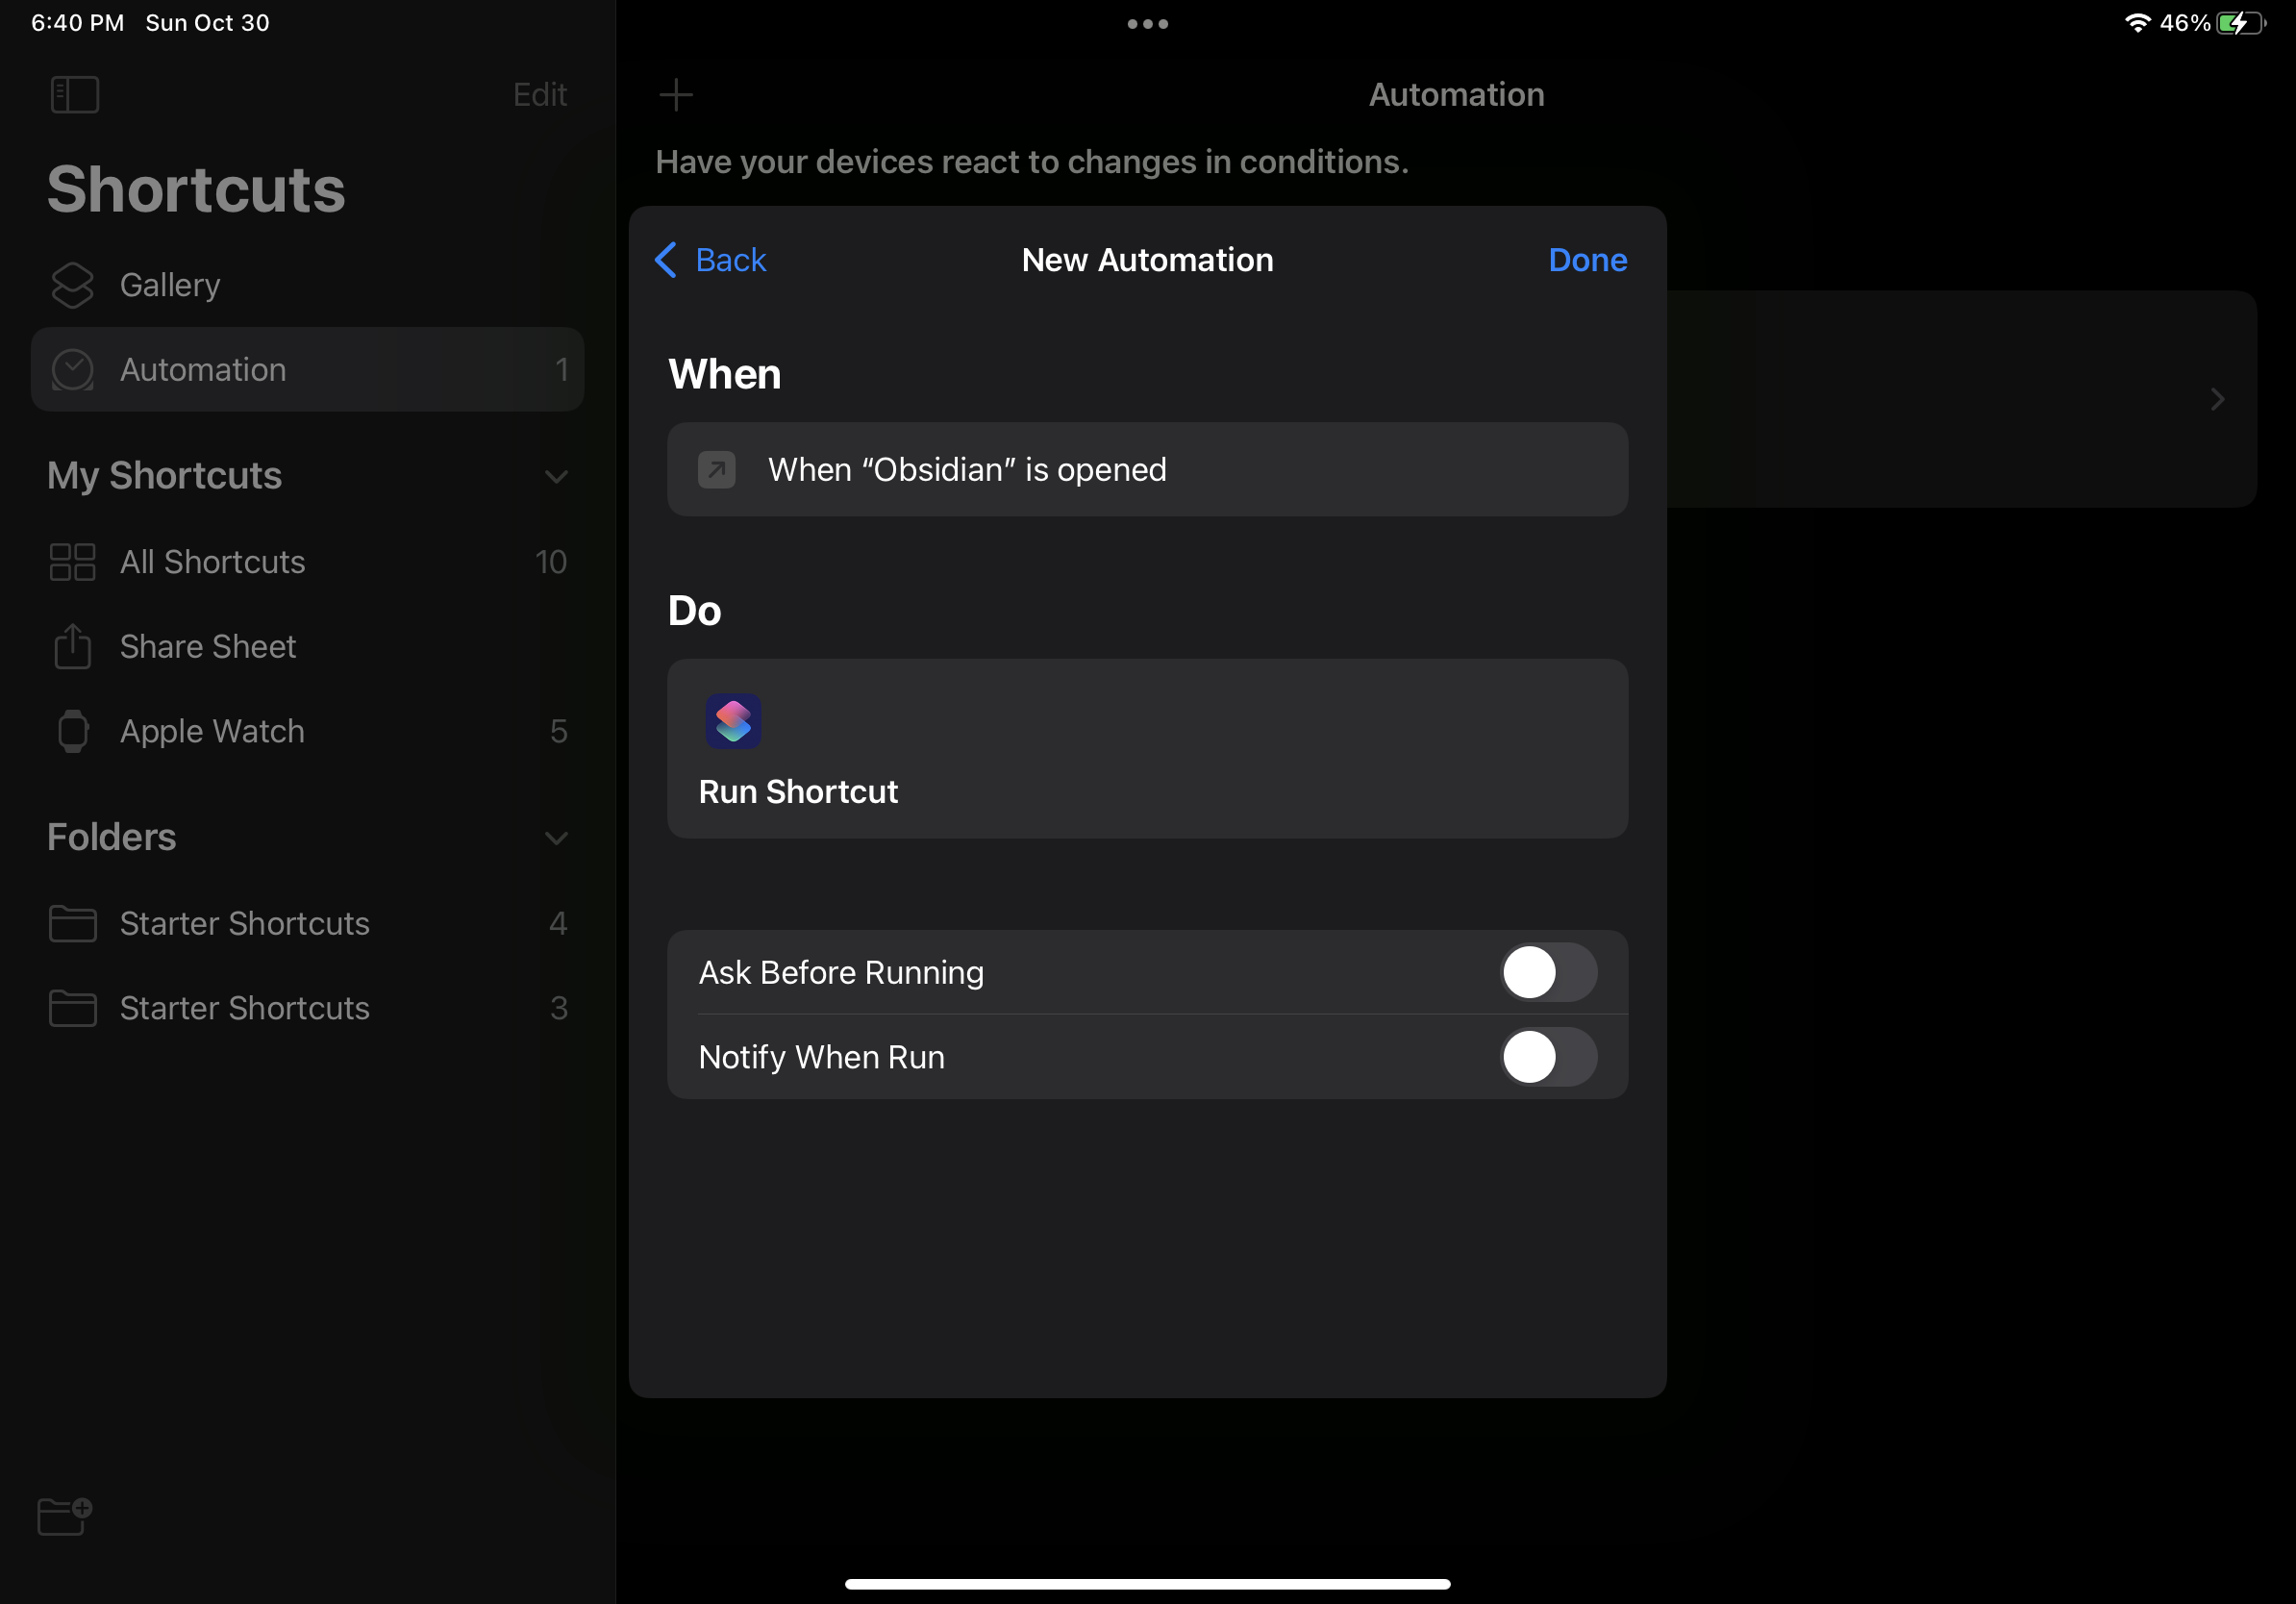 6:40 PM Sun Oct 30
46%
Edit
Shortcuts
Gallery
Automation 1
My Shortcuts
All Shortcuts 10
Share Sheet
Apple Watch 5
Folders
Starter Shortcuts 4
Starter Shortcuts 3
Automation
Have your devices react to changes in conditions.
Back New Automation Done
When
When “Obsidian” is opened
Do
Run Shortcut
Ask Before Running
Notify When Run